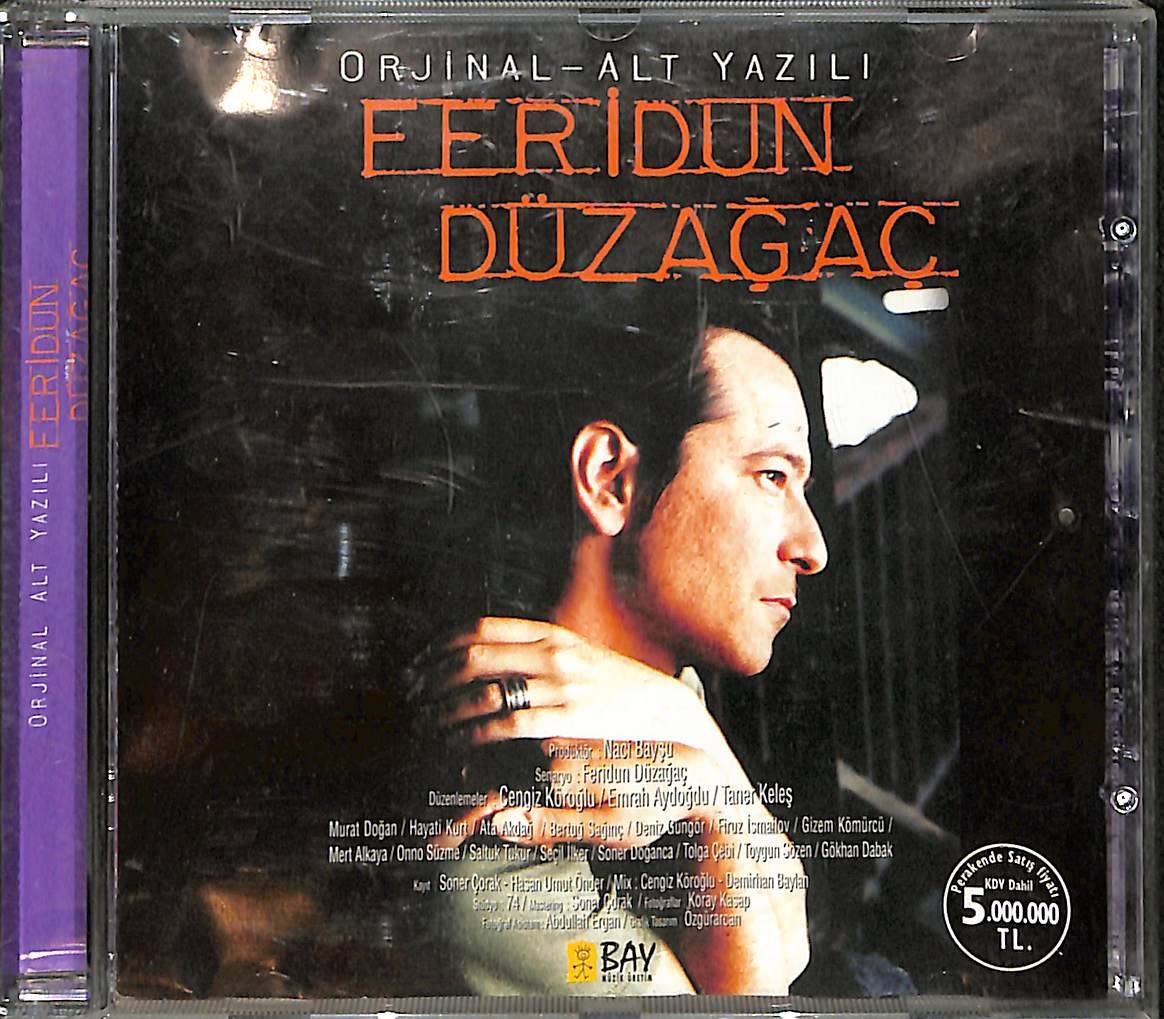 ORJİNAL-ALT YAZILI
FERİDUN
DÜZAĞAÇ
ORJİNAL ALT YAZILI FERİDUN DÜZAĞAÇ
Prodüktör : Naci Bayşu
Senaryo : Feridun Düzağaç
Düzenlemeler : Cengiz Köroğlu / Emrah Aydoğdu / Taner Keleş
Murat Doğan / Hayati Kurt / Ata Akdağ / Bertuğ Sağınç / Deniz Güngör / Firuz İsmailov / Gizem Kömürcü /
Mert Alkaya / Onno Süzme / Saltuk Tukur / Seçil İlker / Soner Doğanca / Tolga Çebi / Toygun Sözen / Gökhan Dabak
Kayıt : Soner Çorak - Hasan Umut Önder / Mix : Cengiz Köroğlu - Demirhan Baylan
Stüdyo : 74 / Mastering : Soner Çorak / Fotoğraflar : Koray Kasap
Fotoğraf Asistanı : Abdullah Ergan / Grafik Tasarım : Özgürarcan
BAY
MÜZİK ÜRETİM
Perakende Satış fiyatı
KDV Dahil
5.000.000
TL.